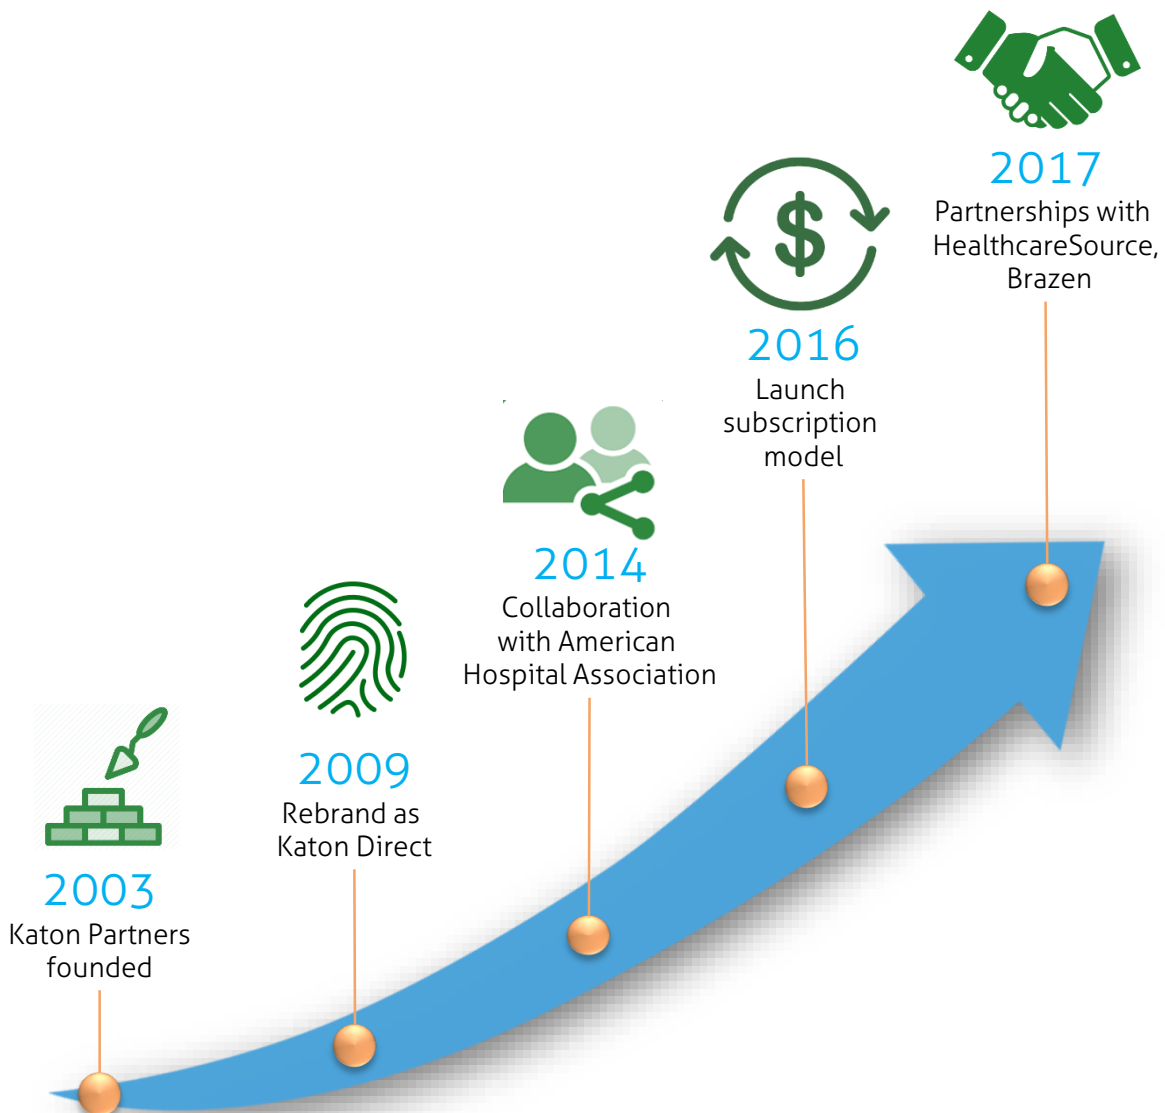 2003
Katon Partners
founded
2009
Rebrand as
Katon Direct
2014
Collaboration
with American
Hospital Association
2016
Launch
subscription
model
2017
Partnerships with
HealthcareSource,
Brazen
$